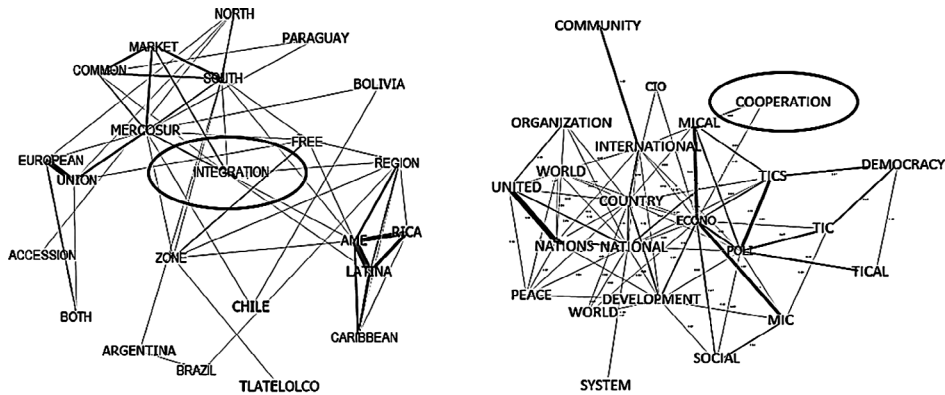 NORTH
MARKET
PARAGUAY
COMMON
SOUTH
BOLIVIA
MERCOSUR
FREE
EUROPEAN
INTEGRATION
REGION
UNION
AME
RICA
ACCESSION
ZONE
LATINA
CHILE
BOTH
CARIBBEAN
ARGENTINA
BRAZIL
TLATELOLCO
COMMUNITY
CIO
COOPERATION
ORGANIZATION
MICAL
INTERNATIONAL
DEMOCRACY
WORLD
TICS
UNITED
COUNTRY
ECONO
TIC
NATIONS
NATIONAL
POLI
TICAL
PEACE
DEVELOPMENT
WORLD
MIC
SOCIAL
SYSTEM